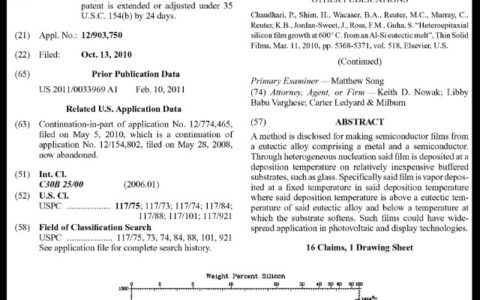 patent is extended or adjusted under 35
U.S.C. 154(b) by 24 days.
(21) Appl. No.: 12/903,750
(22) Filed: Oct. 13, 2010
(65) Prior Publication Data
US 2011/0033969 A1 Feb. 10, 2011
Related U.S. Application Data
(63) Continuation-in-part of application No. 12/774,465,
filed on May 5, 2010, which is a continuation of
application No. 12/154,802, filed on May 28, 2008,
now abandoned.
(51) Int. Cl.
C30B 25/00 (2006.01)
(52) U.S. Cl.
USPC .................... 117/75; 117/73; 117/74; 117/84;
117/88; 117/101; 117/921
(58) Field of Classification Search
USPC ................. 117/75, 73, 74, 84, 88, 101, 921
See application file for complete search history.
Chaudhari, P., Shim, H., Wacaser, B.A., Reuter, M.C., Murray, C.,
Reuter, K.B., Jordan-Sweet, J., Ross, F.M., Guha, S. "Heteroepitaxial
silicon film growth at 600° C. from an Al-Si eutectic melt", Thin Solid
Films, Mar. 11, 2010, pp. 5368-5371, vol. 518, Elsevier, U.S.
(Continued)
Primary Examiner — Matthew Song
(74) Attorney, Agent, or Firm — Keith D. Nowak; Libby
Babu Varghese; Carter Ledyard & Milburn
(57) ABSTRACT
A method is disclosed for making semiconductor films from
a eutectic alloy comprising a metal and a semiconductor.
Through heterogeneous nucleation said film is deposited at a
deposition temperature on relatively inexpensive buffered
substrates, such as glass. Specifically said film is vapor depos-
ited at a fixed temperature in said deposition temperature
where said deposition temperature is above a eutectic tem-
perature of said eutectic alloy and below a temperature at
which the substrate softens. Such films could have wide-
spread application in photovoltaic and display technologies.
16 Claims, 1 Drawing Sheet
Weight Percent Silicon